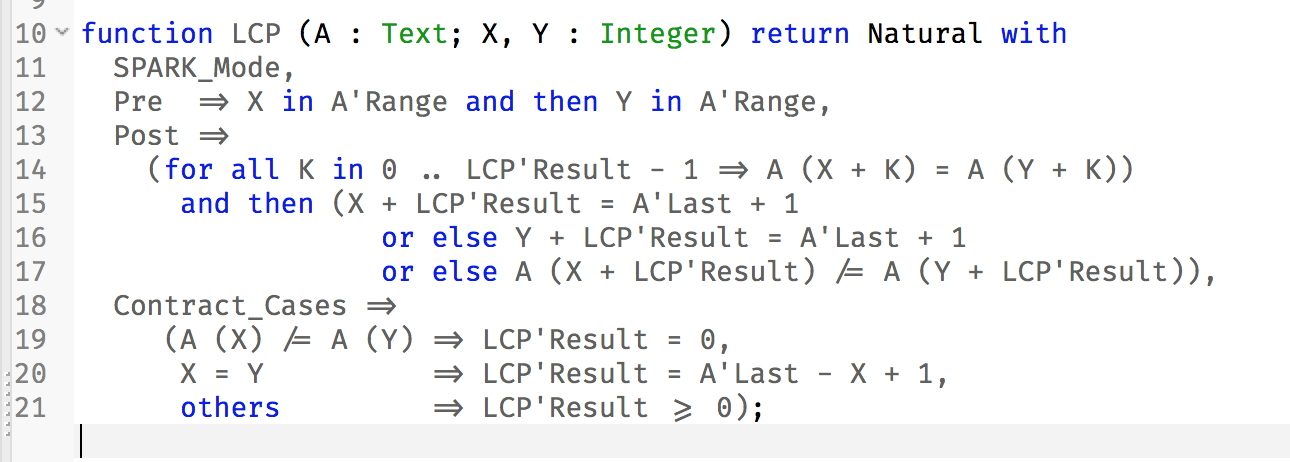 9
10 function LCP (A : Text; X, Y : Integer) return Natural with
11   SPARK_Mode,
12   Pre  => X in A'Range and then Y in A'Range,
13   Post =>
14     (for all K in 0 .. LCP'Result - 1 => A (X + K) = A (Y + K))
15       and then (X + LCP'Result = A'Last + 1
16                   or else Y + LCP'Result = A'Last + 1
17                   or else A (X + LCP'Result) /= A (Y + LCP'Result)),
18   Contract_Cases =>
19      (A (X) /= A (Y) => LCP'Result = 0,
20       X = Y          => LCP'Result = A'Last - X + 1,
21       others         => LCP'Result >= 0);